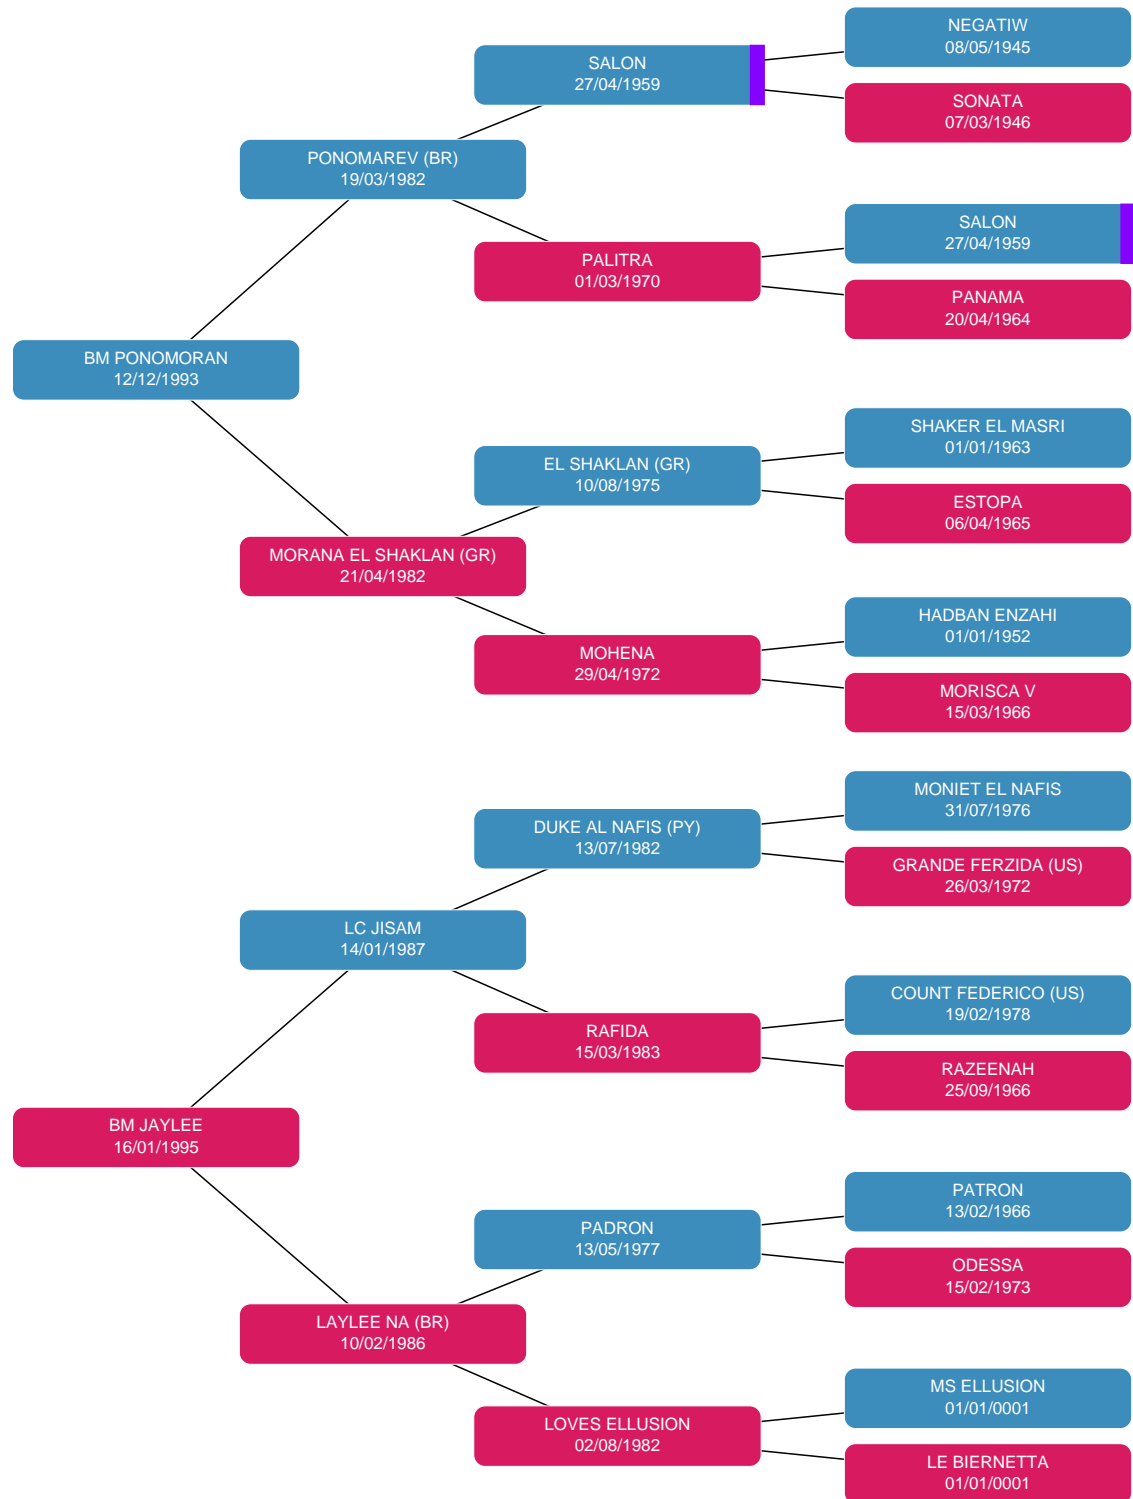 NEGATIW
08/05/1945
SALON
27/04/1959
SONATA
07/03/1946
PONOMAREV (BR)
19/03/1982
SALON
27/04/1959
PALITRA
01/03/1970
PANAMA
20/04/1964
BM PONOMORAN
12/12/1993
SHAKER EL MASRI
01/01/1963
EL SHAKLAN (GR)
10/08/1975
ESTOPA
06/04/1965
MORANA EL SHAKLAN (GR)
21/04/1982
HADBAN ENZAHI
01/01/1952
MOHENA
29/04/1972
MORISCA V
15/03/1966
MONIET EL NAFIS
31/07/1976
DUKE AL NAFIS (PY)
13/07/1982
GRANDE FERZIDA (US)
26/03/1972
LC JISAM
14/01/1987
COUNT FEDERICO (US)
19/02/1978
RAFIDA
15/03/1983
RAZEENAH
25/09/1966
BM JAYLEE
16/01/1995
PATRON
13/02/1966
PADRON
13/05/1977
ODESSA
15/02/1973
LAYLEE NA (BR)
10/02/1986
MS ELLUSION
01/01/0001
LOVES ELLUSION
02/08/1982
LE BIERNETTA
01/01/0001